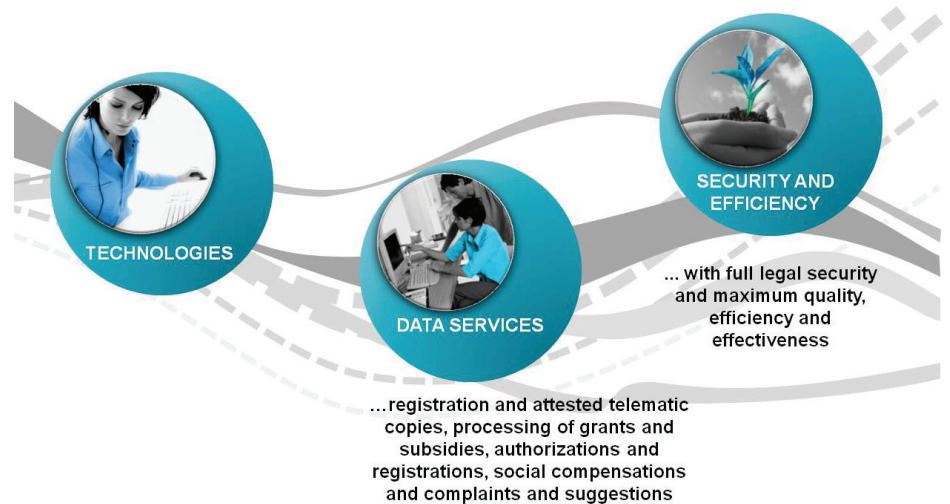 TECHNOLOGIES
DATA SERVICES
...registration and attested telematic
copies, processing of grants and
subsidies, authorizations and
registrations, social compensations
and complaints and suggestions
SECURITY AND
EFFICIENCY
... with full legal security
and maximum quality,
efficiency and
effectiveness